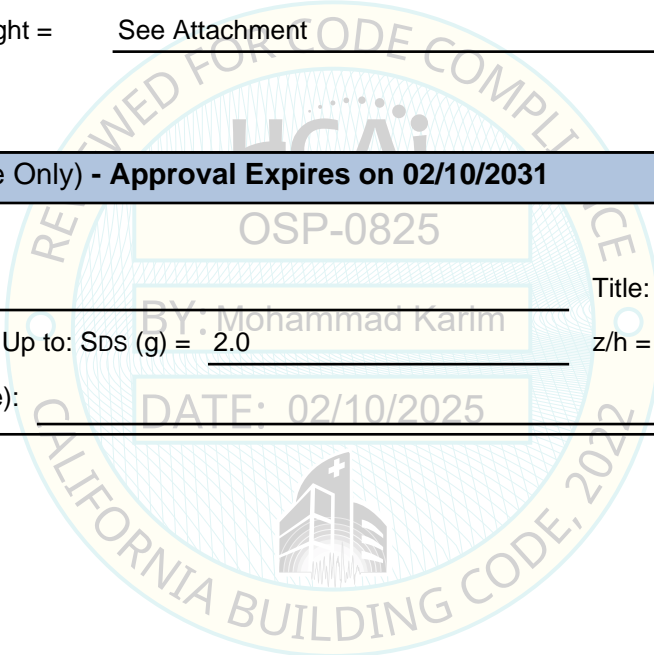 ght = See Attachment
REVIEWED FOR CODE COMPLIANCE
HCAi
e Only) - Approval Expires on 02/10/2031
OSP-0825
Title:
BY: Mohammad Karim
Up to: SDS (g) = 2.0 z/h =
e):
DATE: 02/10/2025
CALIFORNIA BUILDING CODE, 2022